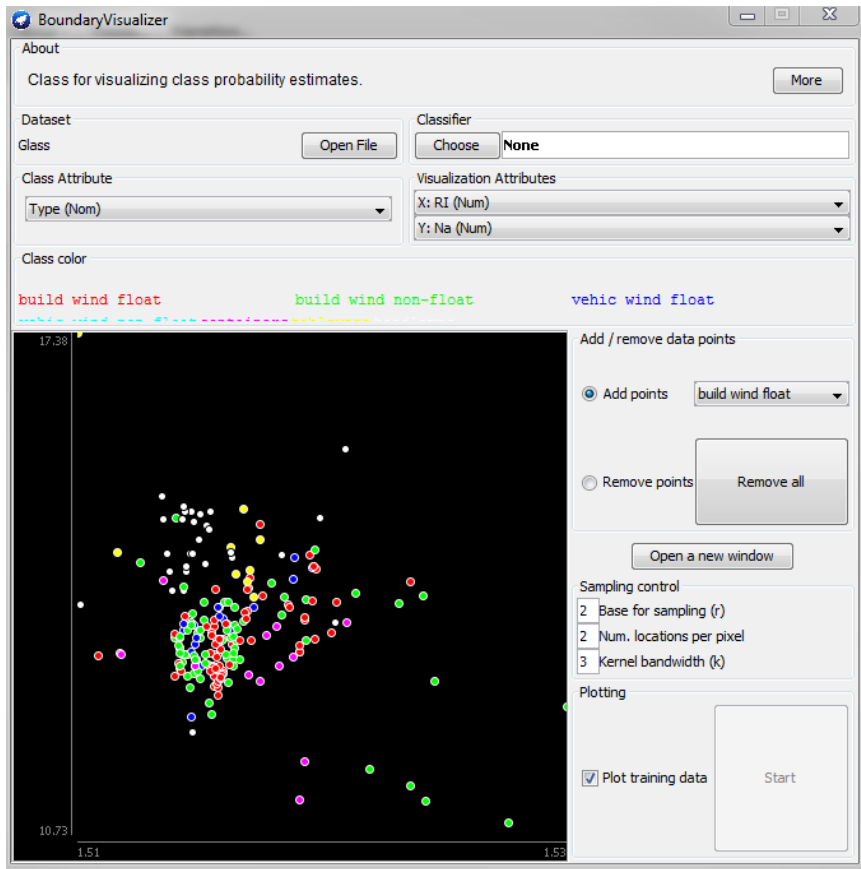 BoundaryVisualizer
About
Class for visualizing class probability estimates.
More
Dataset
Glass
Open File
Classifier
Choose
None
Class Attribute
Type (Nom)
Visualization Attributes
X: RI (Num)
Y: Na (Num)
Class color
build wind float
build wind non-float
vehic wind float
17.38
10.73
1.51
1.53
Add / remove data points
Add points
build wind float
Remove points
Remove all
Open a new window
Sampling control
2 Base for sampling (r)
2 Num. locations per pixel
3 Kernel bandwidth (k)
Plotting
Plot training data
Start